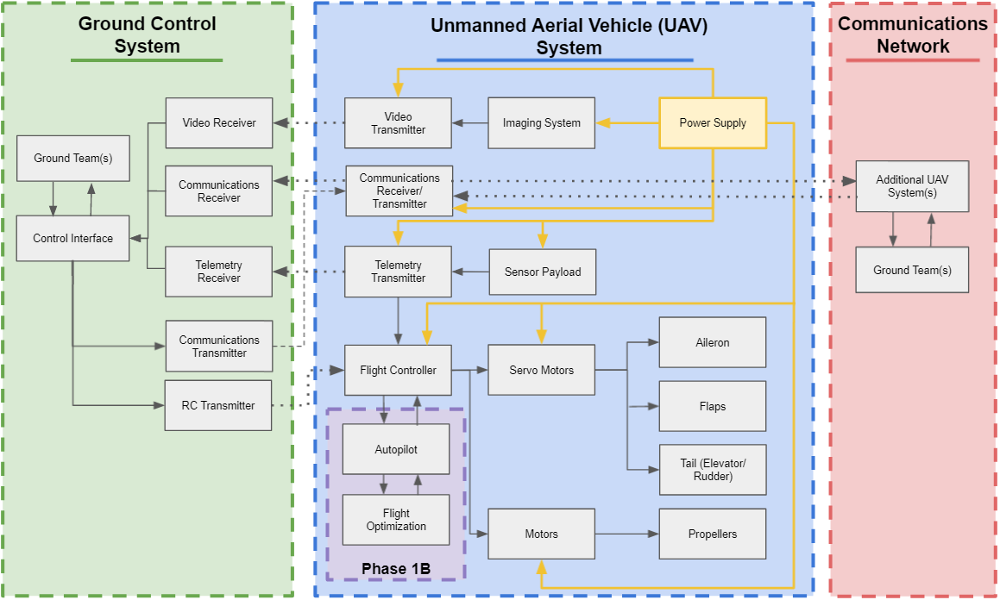 Ground Control
System
Unmanned Aerial Vehicle (UAV)
System
Communications
Network
Video Receiver
Video
Transmitter
Imaging System
Power Supply
Ground Team(s)
Communications
Receiver
Communications
Receiver/
Transmitter
Additional UAV
System(s)
Control Interface
Telemetry
Receiver
Telemetry
Transmitter
Sensor Payload
Ground Team(s)
Communications
Transmitter
Flight Controller
Servo Motors
Aileron
RC Transmitter
Flaps
Autopilot
Tail (Elevator/
Rudder)
Flight
Optimization
Motors
Propellers
Phase 1B